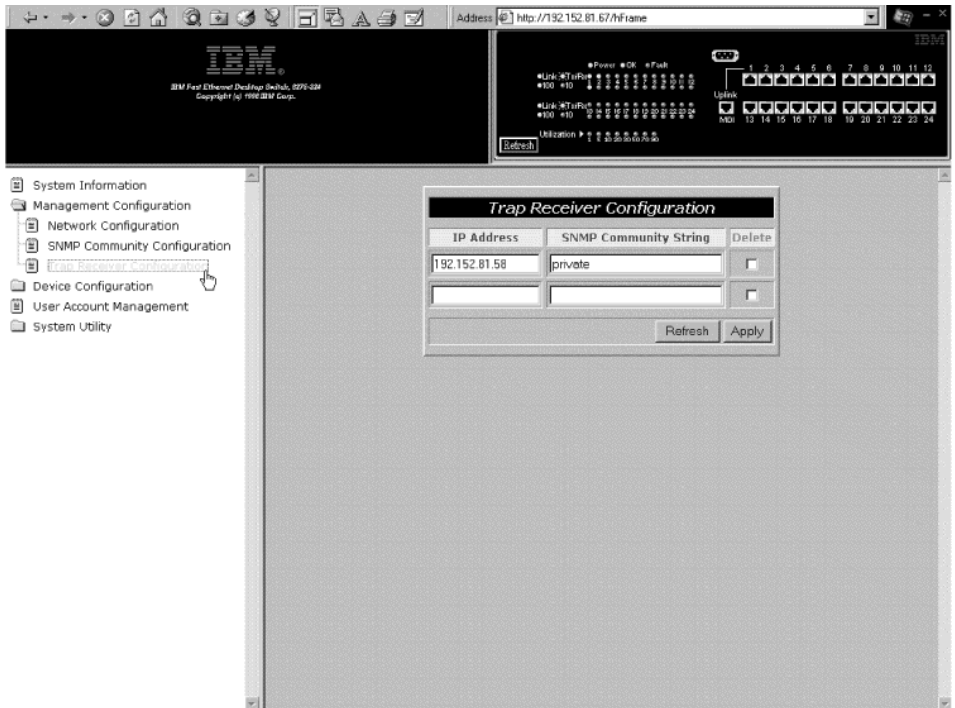 Address http://192.152.81.67/hFrame
IBM
IBM Fast Ethernet Desktop Switch, 8275-324
Copyright (c) 1998 IBM Corp.
IBM
Power OK Fault
Link TxRx
100 10
1 2 3 4 5 6 7 8 9 10 11 12
Uplink
Link TxRx
100 10
MDI 13 14 15 16 17 18 19 20 21 22 23 24
Utilization
Refresh
System Information
Management Configuration
Network Configuration
SNMP Community Configuration
Trap Receiver Configuration
Device Configuration
User Account Management
System Utility
Trap Receiver Configuration
IP Address SNMP Community String Delete
192.152.81.58 private
Refresh Apply